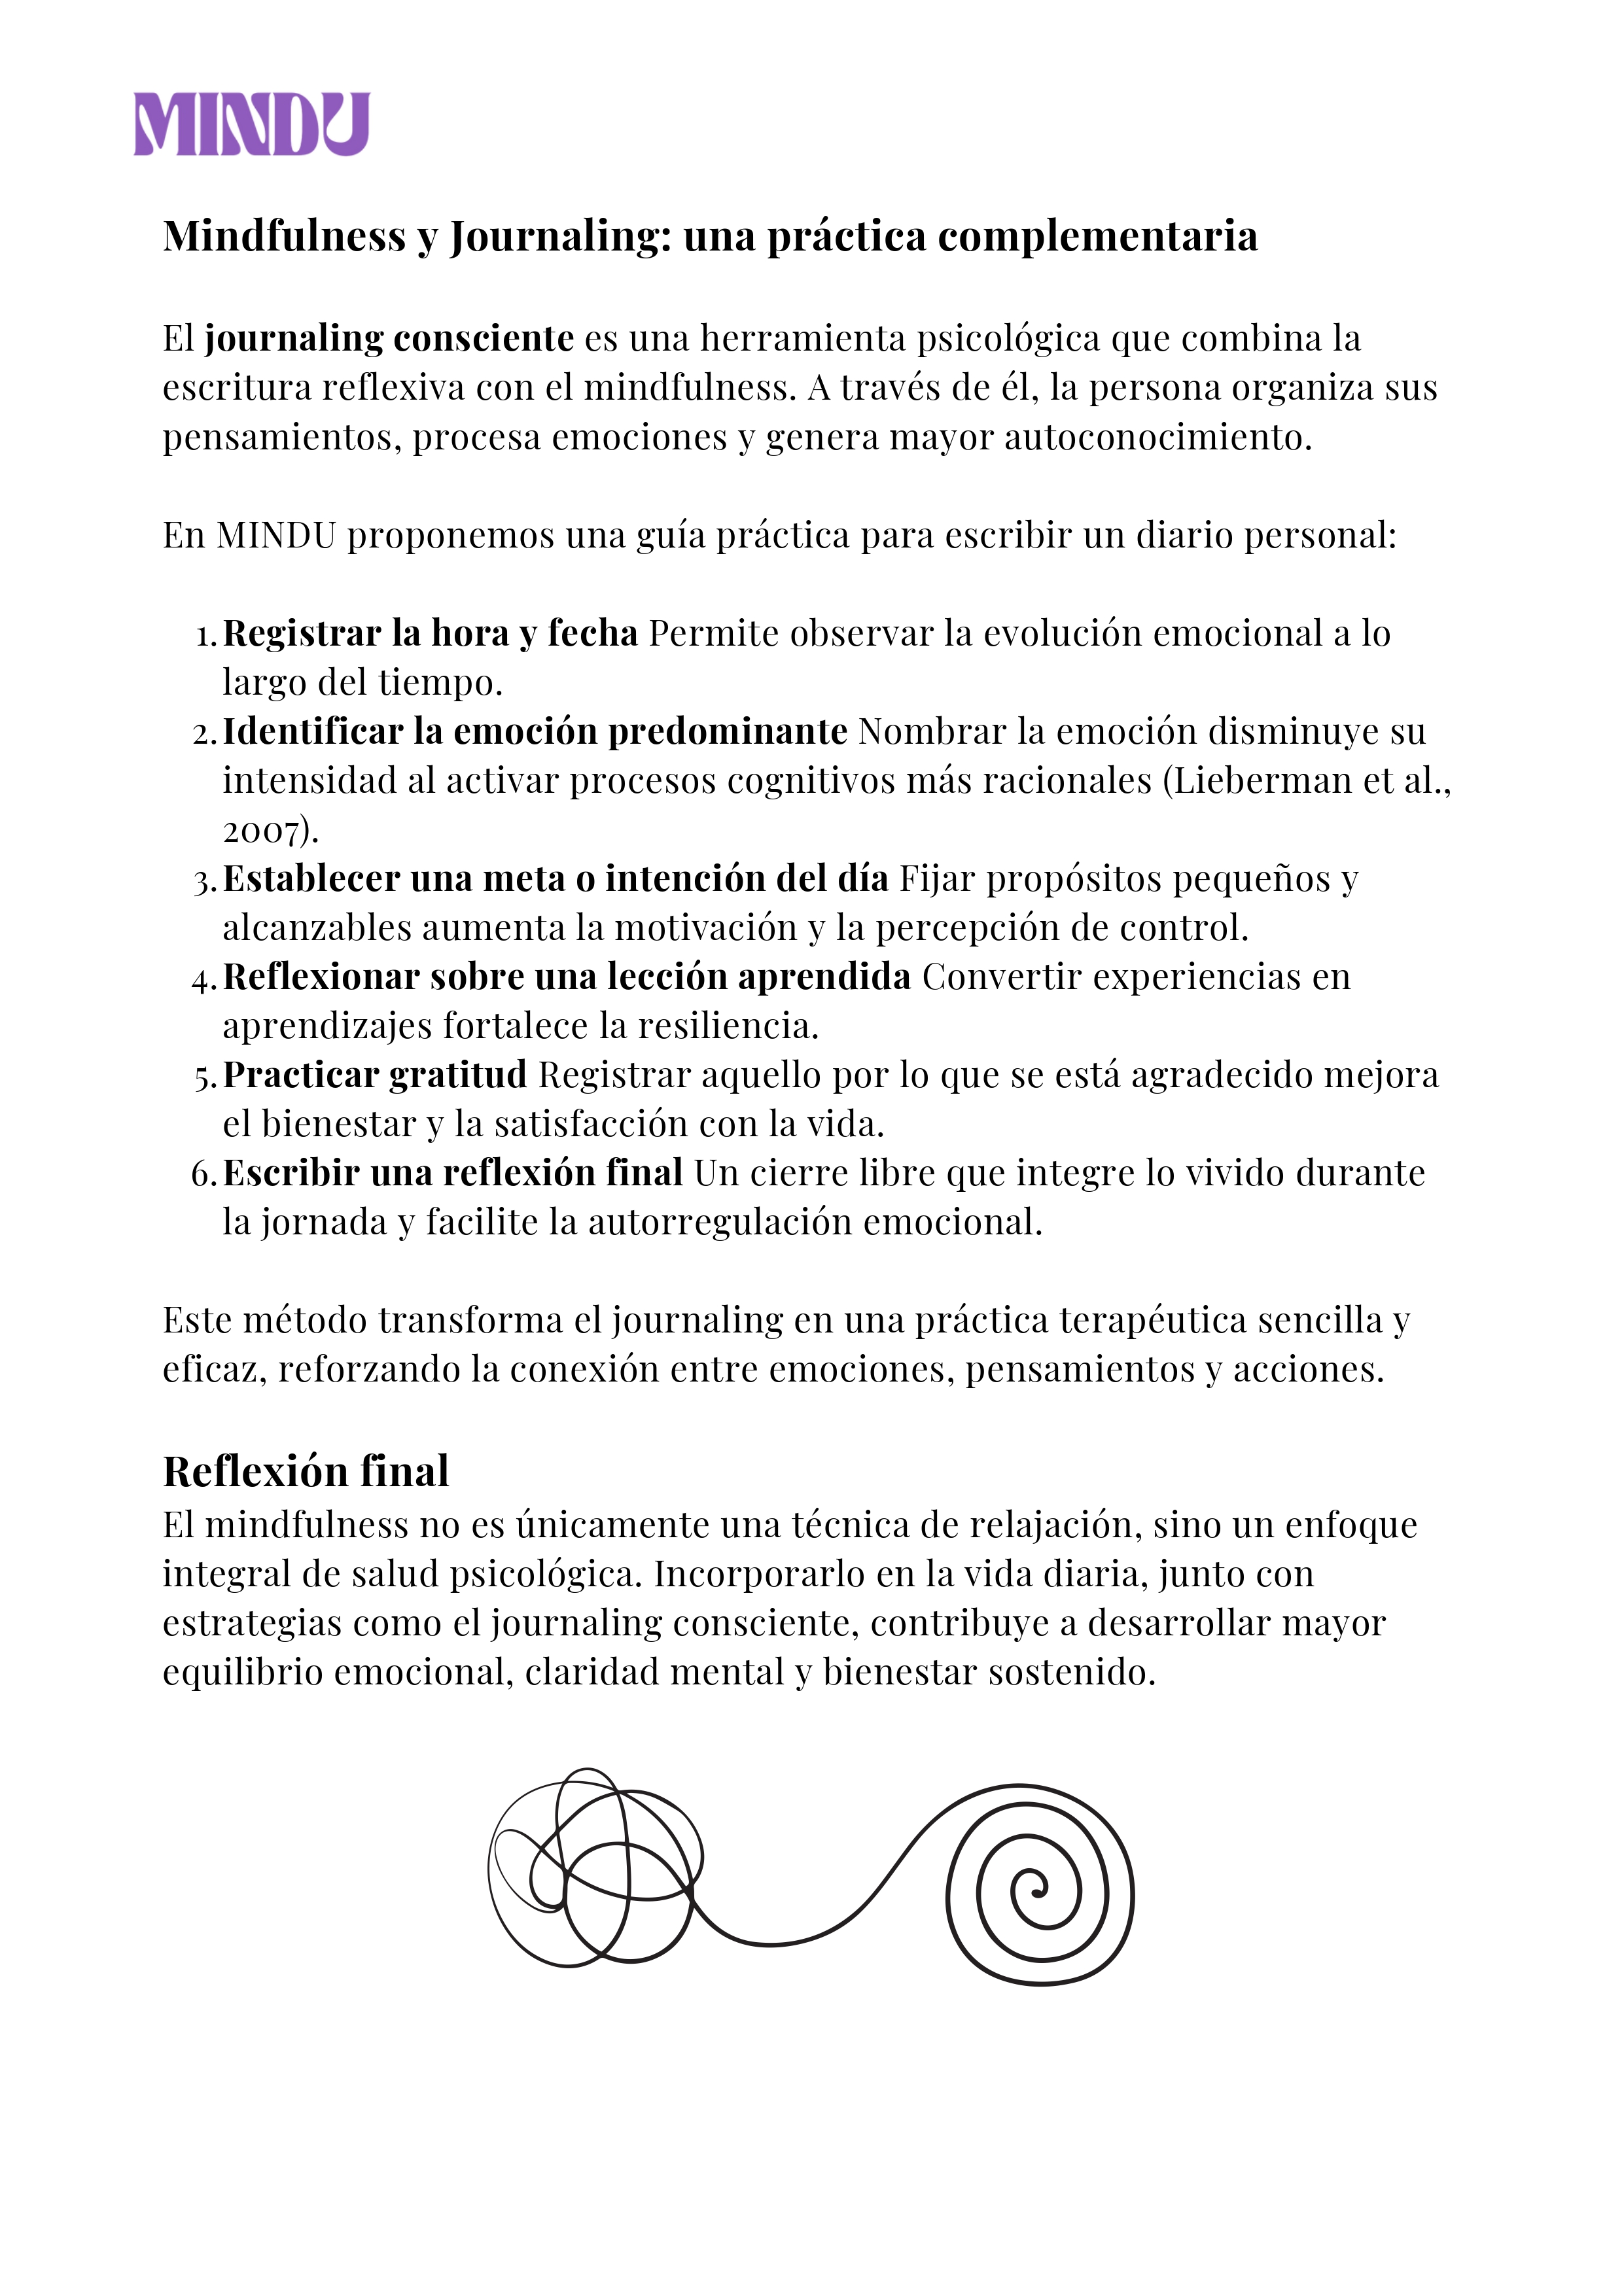 MINDU
Mindfulness y Journaling: una práctica complementaria
El journaling consciente es una herramienta psicológica que combina la
escritura reflexiva con el mindfulness. A través de él, la persona organiza sus
pensamientos, procesa emociones y genera mayor autoconocimiento.
En MINDU proponemos una guía práctica para escribir un diario personal:
1. Registrar la hora y fecha Permite observar la evolución emocional a lo
largo del tiempo.
2. Identificar la emoción predominante Nombrar la emoción disminuye su
intensidad al activar procesos cognitivos más racionales (Lieberman et al.,
2007).
3. Establecer una meta o intención del día Fijar propósitos pequeños y
alcanzables aumenta la motivación y la percepción de control.
4. Reflexionar sobre una lección aprendida Convertir experiencias en
aprendizajes fortalece la resiliencia.
5. Practicar gratitud Registrar aquello por lo que se está agradecido mejora
el bienestar y la satisfacción con la vida.
6. Escribir una reflexión final Un cierre libre que integre lo vivido durante
la jornada y facilite la autorregulación emocional.
Este método transforma el journaling en una práctica terapéutica sencilla y
eficaz, reforzando la conexión entre emociones, pensamientos y acciones.
Reflexión final
El mindfulness no es únicamente una técnica de relajación, sino un enfoque
integral de salud psicológica. Incorporarlo en la vida diaria, junto con
estrategias como el journaling consciente, contribuye a desarrollar mayor
equilibrio emocional, claridad mental y bienestar sostenido.